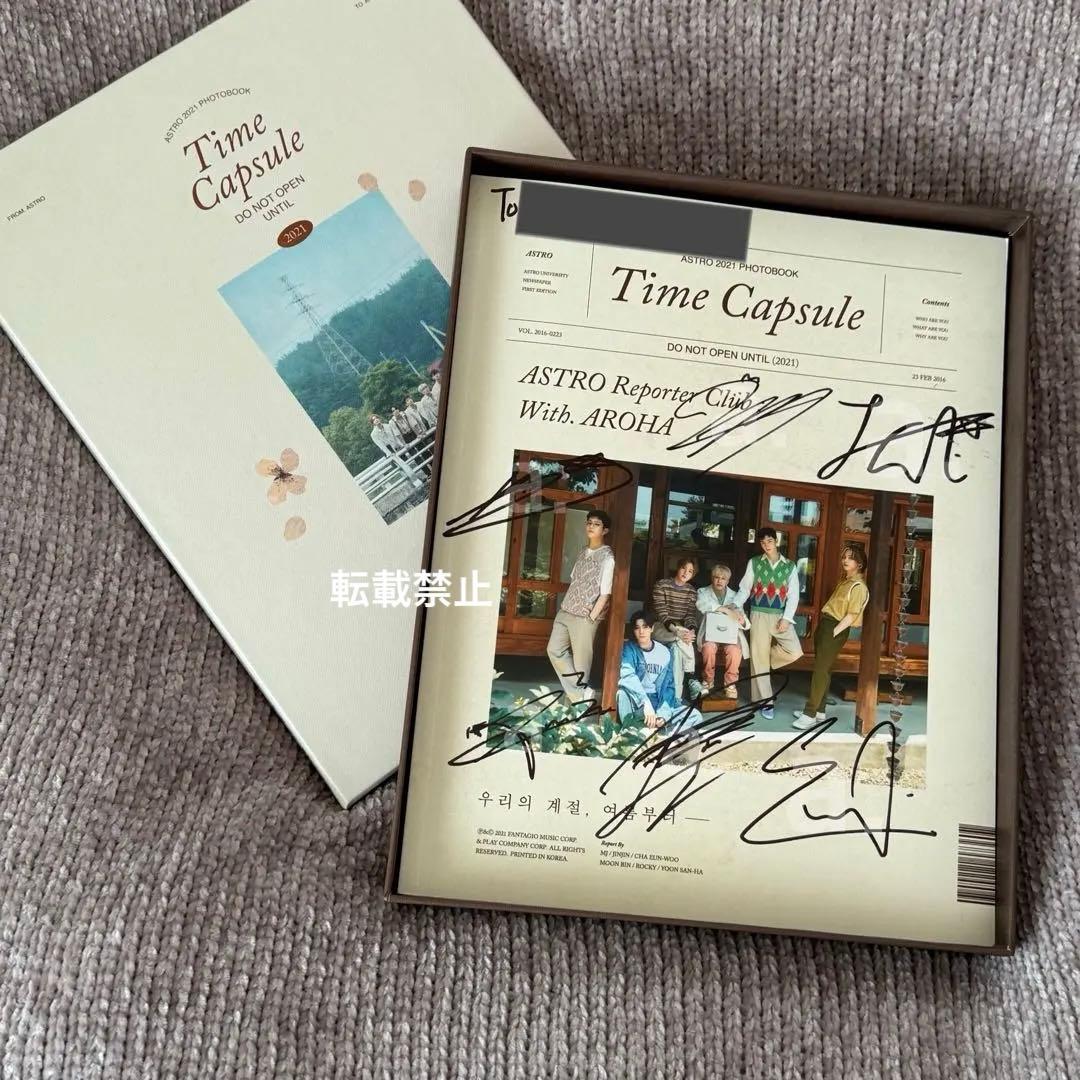 TO A
ASTRO 2021 PHOTOBOOK
Time
Capsule
DO NOT OPEN
UNTIL
2021
FROM. ASTRO
To
ASTRO
ASTRO UNIVERSITY
NEWSPAPER
FIRST EDITION
ASTRO 2021 PHOTOBOOK
Time Capsule
Contents
WHO ARE YOU
WHAT ARE YOU
WHY ARE YOU
VOL. 2016-0223
DO NOT OPEN UNTIL (2021)
23 FEB 2016
ASTRO Reporter Club
With. AROHA
転載禁止
우리의 계절, 여름부터 —
℗&© 2021 FANTAGIO MUSIC CORP.
& PLAY COMPANY CORP. ALL RIGHTS
RESERVED. PRINTED IN KOREA.
Report By
MJ / JINJIN / CHA EUN-WOO
MOON BIN / ROCKY / YOON SAN-HA